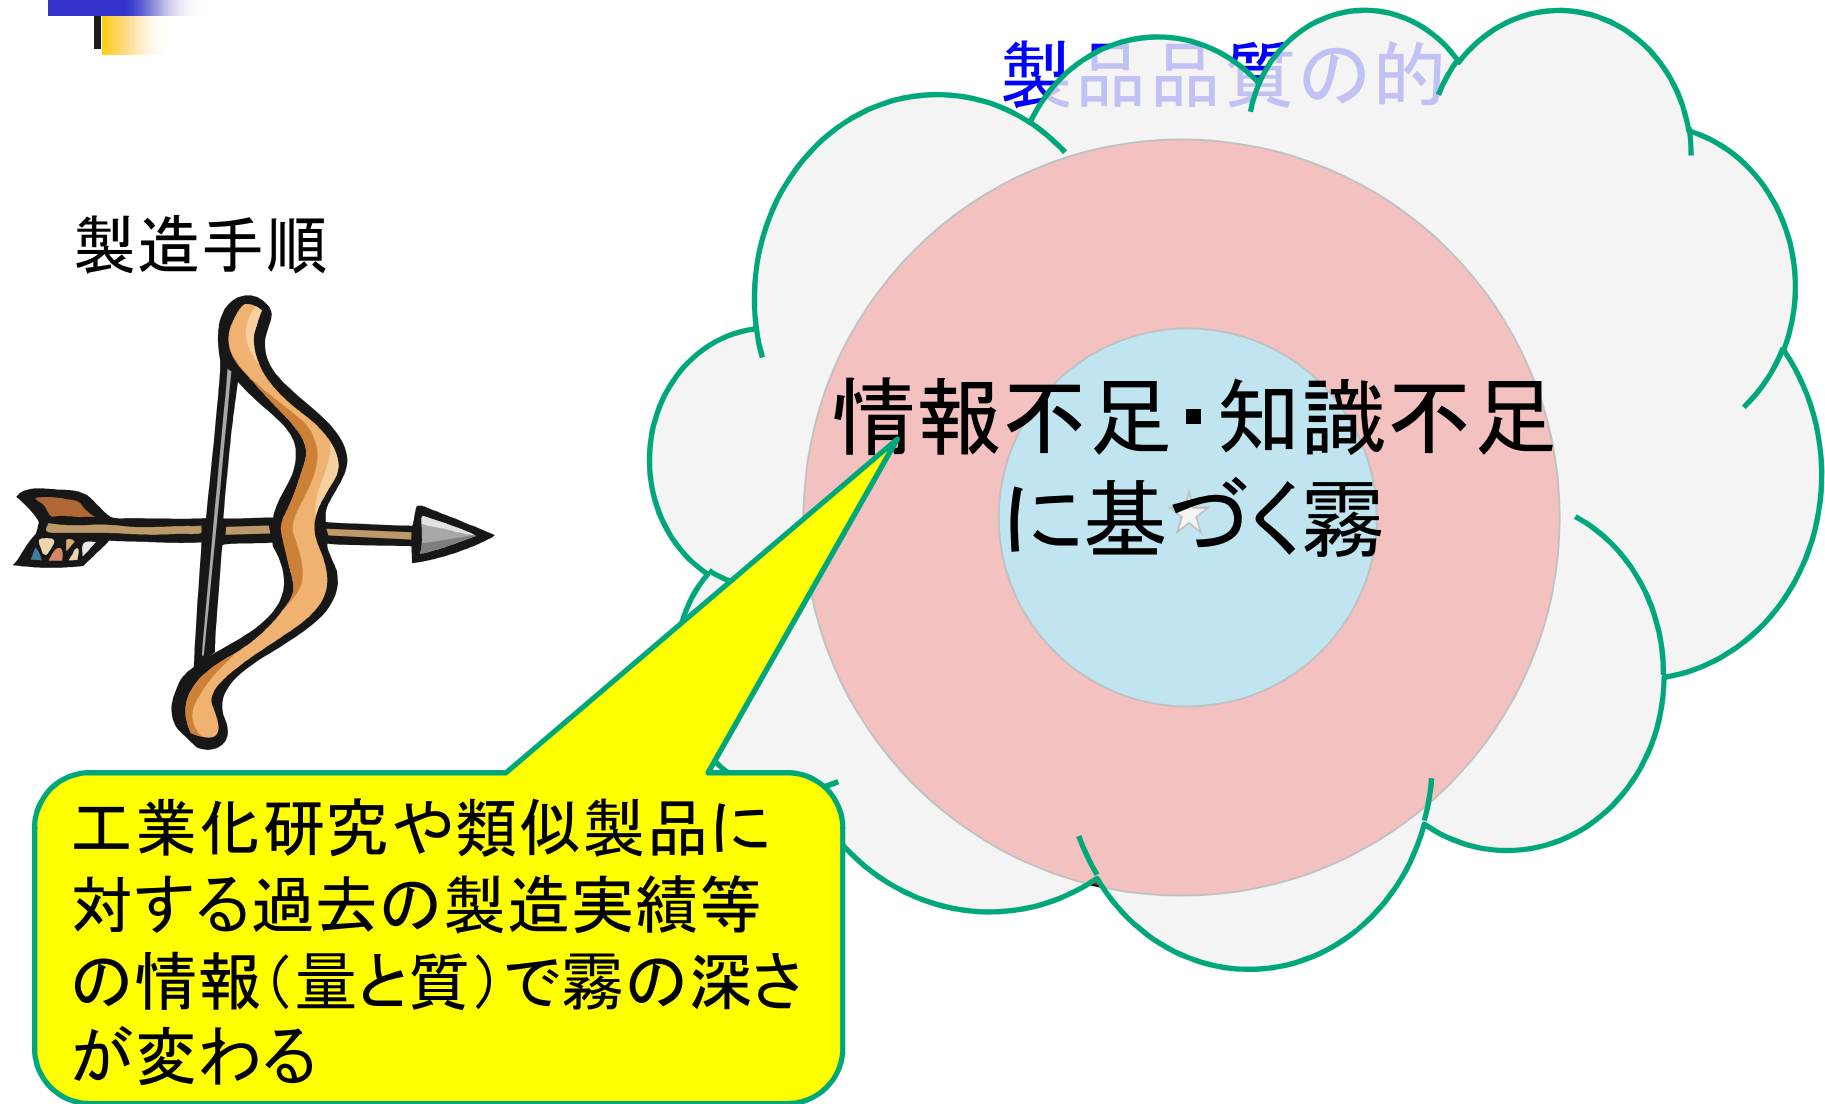 製品品質の的
製造手順
情報不足・知識不足
に基づく霧
工業化研究や類似製品に
対する過去の製造実績等
の情報（量と質）で霧の深さ
が変わる